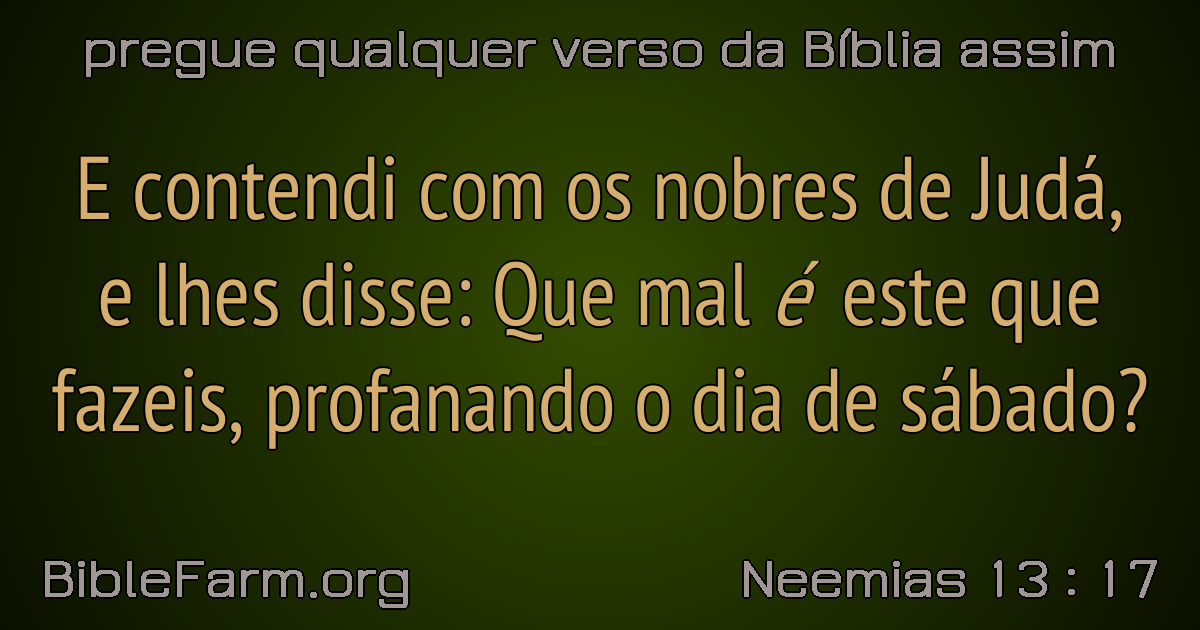 pregue qualquer verso da Bíblia assim
E contendi com os nobres de Judá,
e lhes disse: Que mal é este que
fazeis, profanando o dia de sábado?
BibleFarm.org
Neemias 13 : 17